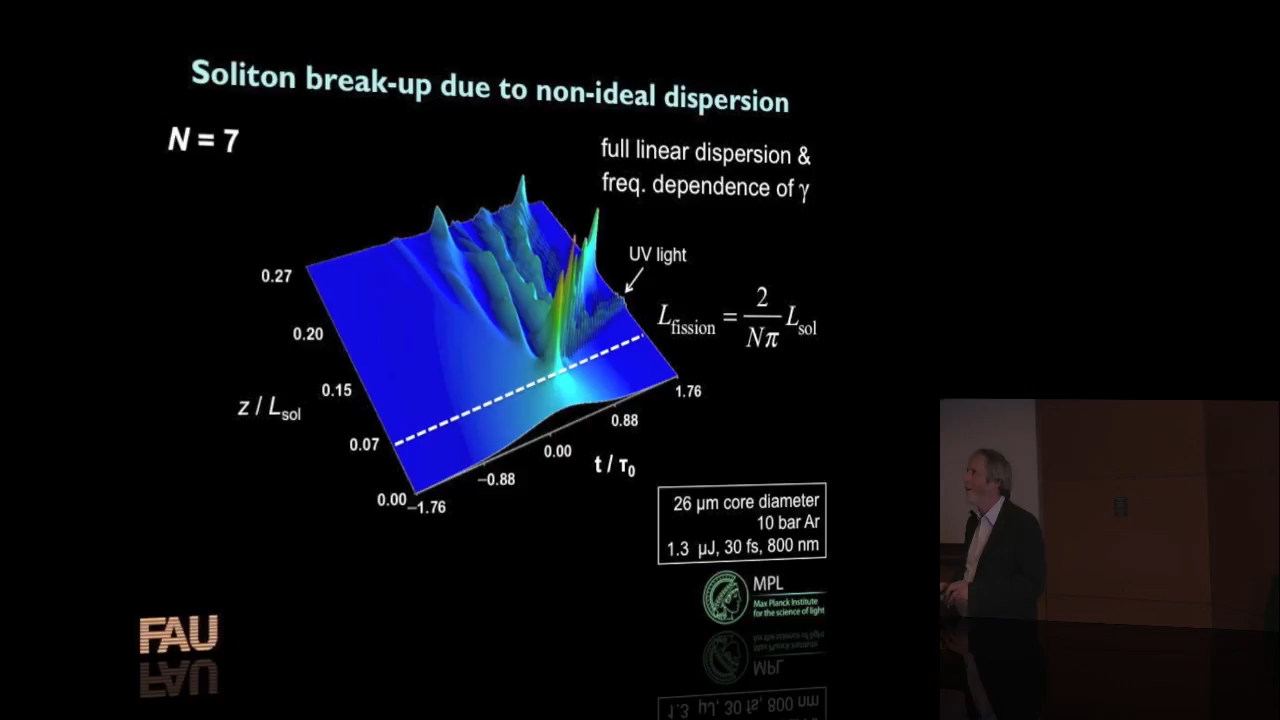 Soliton break-up due to non-ideal dispersion
N = 7
full linear dispersion &
freq. dependence of γ
UV light
L_fission = 2/(Nπ) L_sol
0.27
0.20
0.15
0.07
0.00
z / L_sol
–1.76
–0.88
0.00
0.88
1.76
t / τ₀
26 µm core diameter
10 bar Ar
1.3 µJ, 30 fs, 800 nm
MPL
Max Planck Institute
for the science of light
FAU